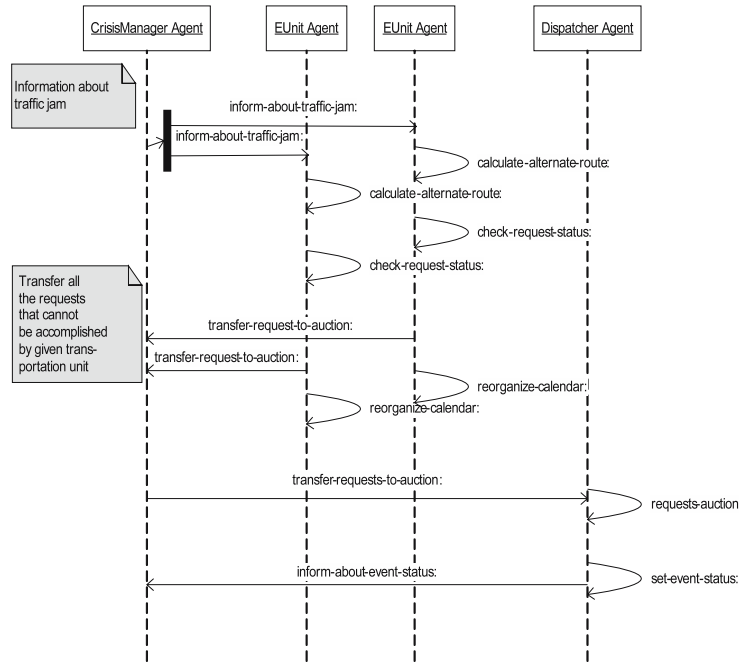 CrisisManager Agent
EUnit Agent
EUnit Agent
Dispatcher Agent
Information about
traffic jam
inform-about-traffic-jam:
inform-about-traffic-jam:
calculate-alternate-route:
calculate-alternate-route:
check-request-status:
check-request-status:
Transfer all
the requests
that cannot
be accomplished
by given trans-
portation unit
transfer-request-to-auction:
transfer-request-to-auction:
reorganize-calendar:
reorganize-calendar:
transfer-requests-to-auction:
requests-auction
inform-about-event-status:
set-event-status: